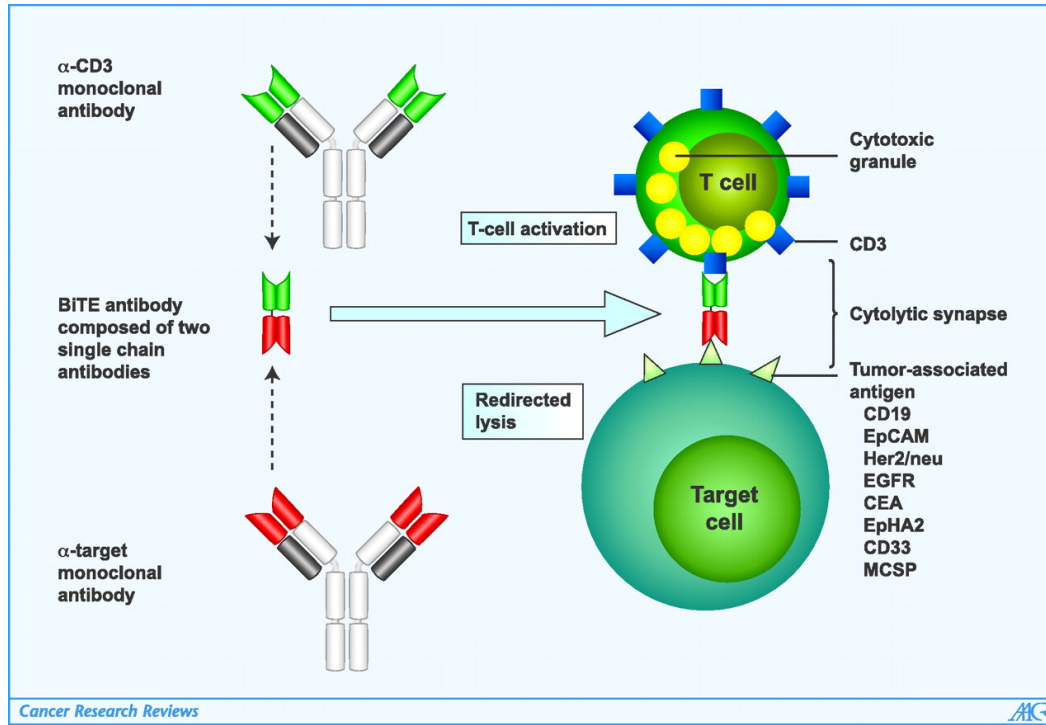 α-CD3
monoclonal
antibody
Cytotoxic
granule
T cell
T-cell activation
CD3
BiTE antibody
composed of two
single chain
antibodies
Cytolytic synapse
Redirected
lysis
Tumor-associated
antigen
CD19
EpCAM
Her2/neu
EGFR
CEA
EpHA2
CD33
MCSP
Target
cell
α-target
monoclonal
antibody
Cancer Research Reviews